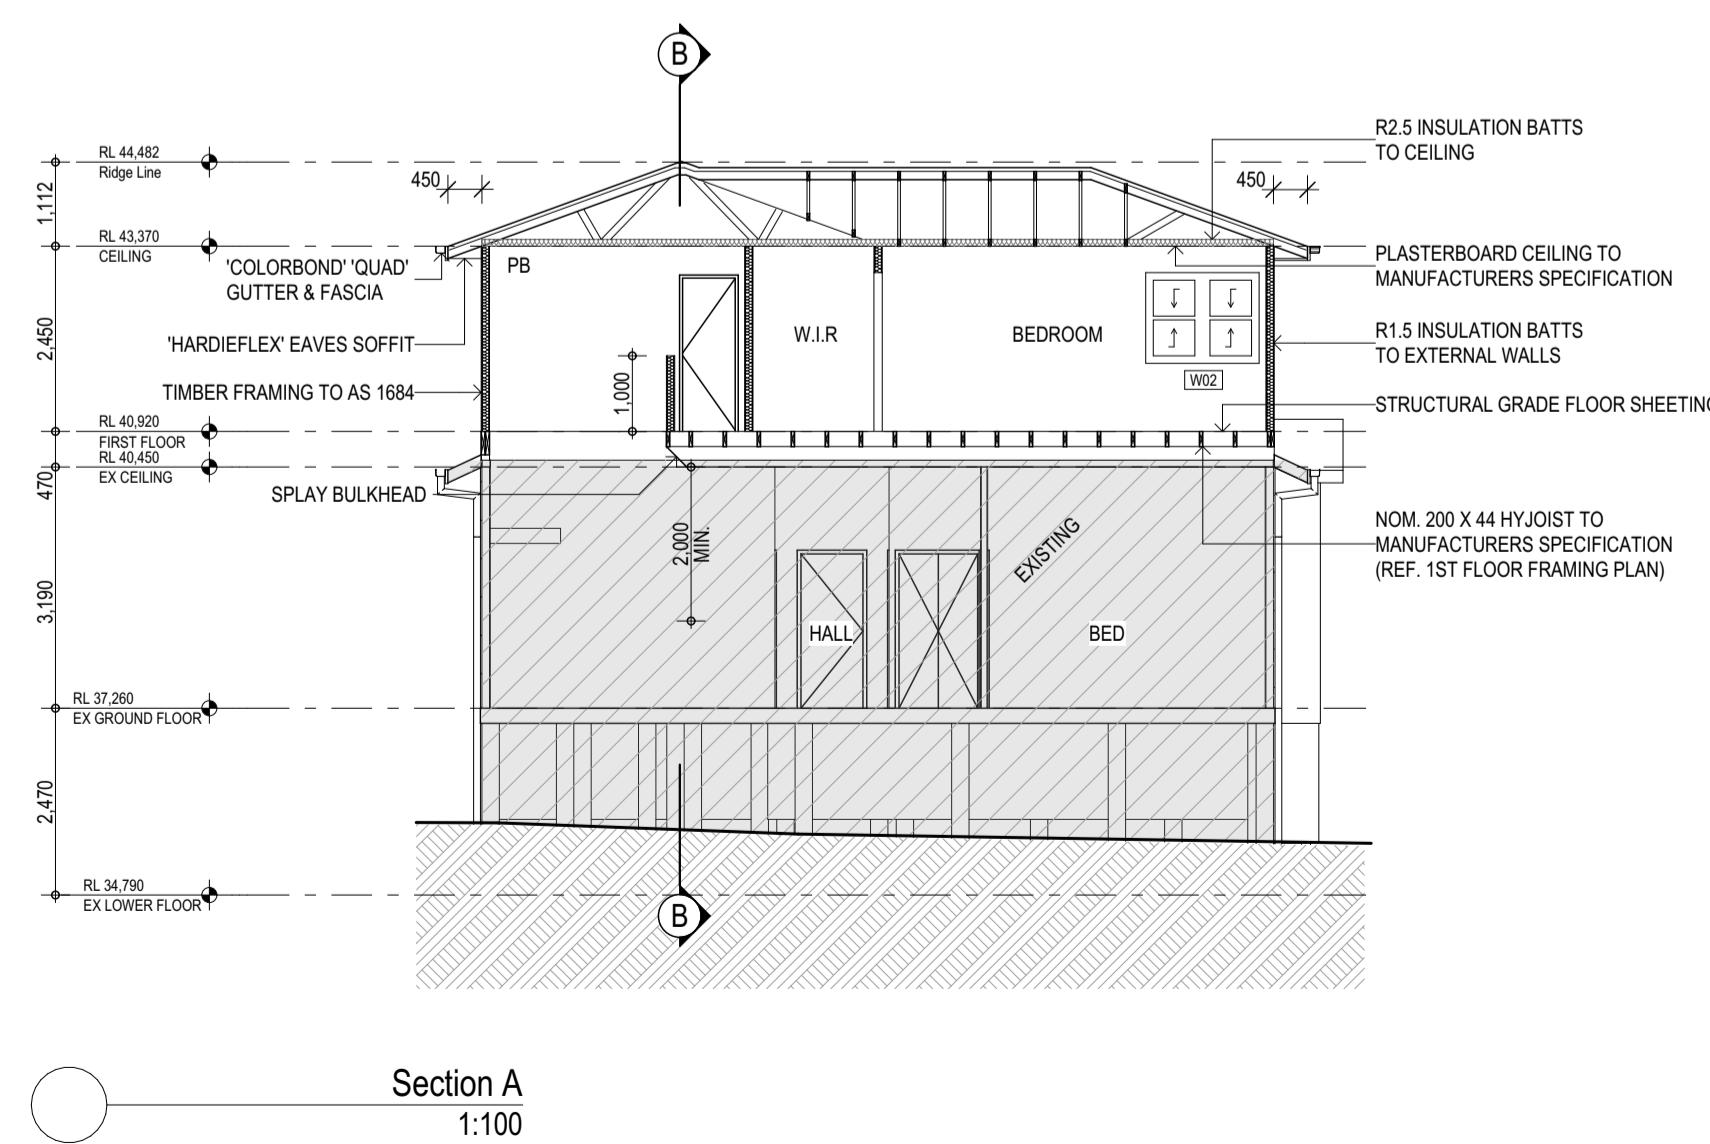 B
RL 44,482
Ridge Line
1,112
450
450
R2.5 INSULATION BATTS
TO CEILING
RL 43,370
CEILING
'COLORBOND' 'QUAD'
GUTTER & FASCIA
PB
PLASTERBOARD CEILING TO
MANUFACTURERS SPECIFICATION
2,450
'HARDIEFLEX' EAVES SOFFIT
W.I.R
BEDROOM
R1.5 INSULATION BATTS
TO EXTERNAL WALLS
W02
TIMBER FRAMING TO AS 1684
1,000
STRUCTURAL GRADE FLOOR SHEETING
RL 40,920
FIRST FLOOR
RL 40,450
EX CEILING
470
SPLAY BULKHEAD
2,000
MIN.
EXISTING
NOM. 200 X 44 HYJOIST TO
MANUFACTURERS SPECIFICATION
(REF. 1ST FLOOR FRAMING PLAN)
3,190
HALL
BED
RL 37,260
EX GROUND FLOOR
2,470
RL 34,790
EX LOWER FLOOR
B
Section A
1:100